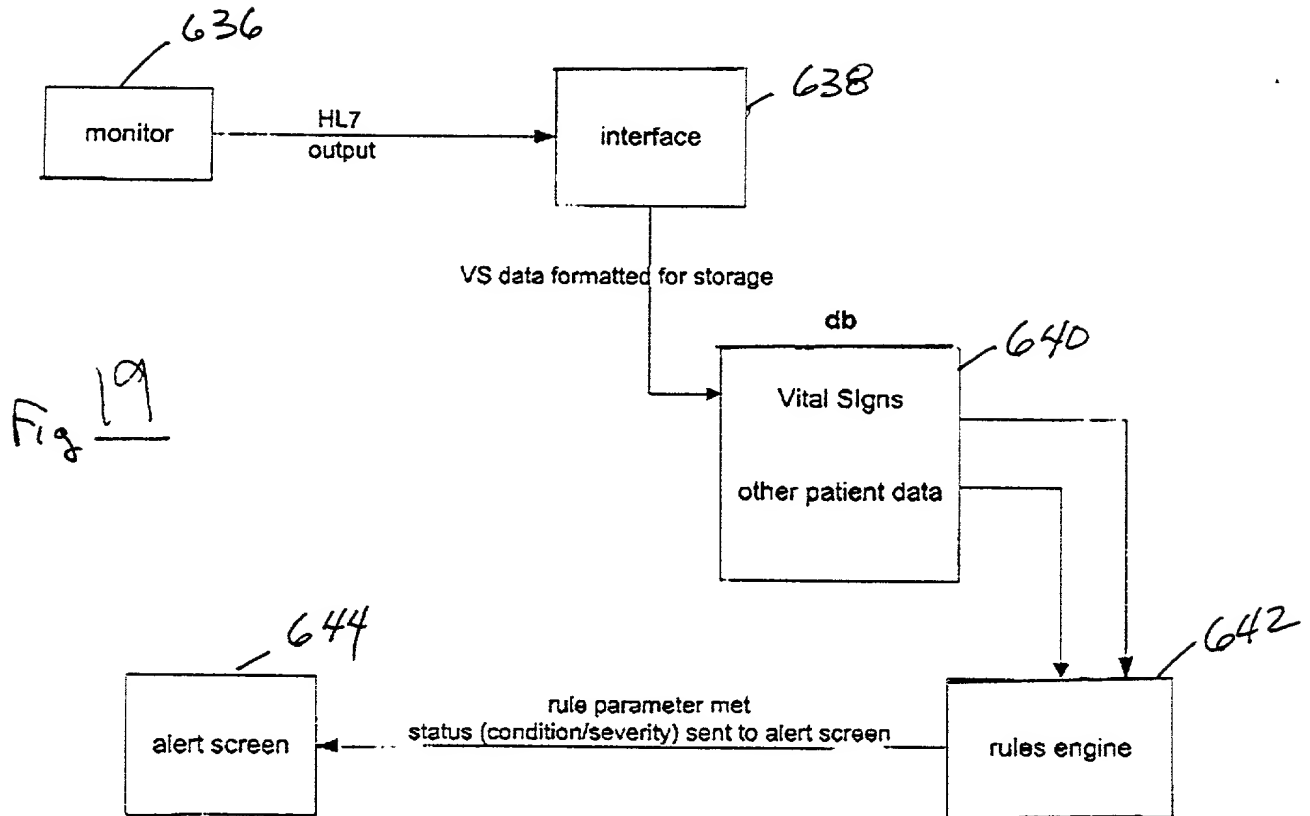 636
638
monitor
HL7
output
interface
VS data formatted for storage
db
640
Vital SIgns
Fig 19
other patient data
644
642
rule parameter met
status (condition/severity) sent to alert screen
alert screen
rules engine